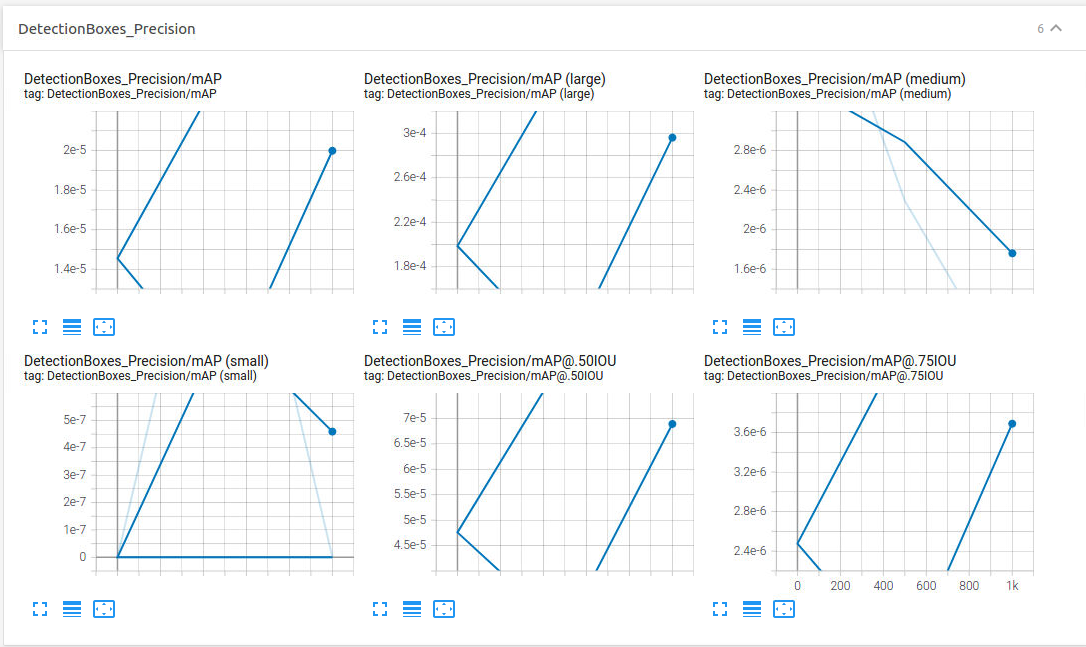 DetectionBoxes_Precision
6
DetectionBoxes_Precision/mAP
tag: DetectionBoxes_Precision/mAP
2e-5
1.8e-5
1.6e-5
1.4e-5
DetectionBoxes_Precision/mAP (large)
tag: DetectionBoxes_Precision/mAP (large)
3e-4
2.6e-4
2.2e-4
1.8e-4
DetectionBoxes_Precision/mAP (medium)
tag: DetectionBoxes_Precision/mAP (medium)
2.8e-6
2.4e-6
2e-6
1.6e-6
DetectionBoxes_Precision/mAP (small)
tag: DetectionBoxes_Precision/mAP (small)
5e-7
4e-7
3e-7
2e-7
1e-7
0
DetectionBoxes_Precision/mAP@.50IOU
tag: DetectionBoxes_Precision/mAP@.50IOU
7e-5
6.5e-5
6e-5
5.5e-5
5e-5
4.5e-5
DetectionBoxes_Precision/mAP@.75IOU
tag: DetectionBoxes_Precision/mAP@.75IOU
3.6e-6
3.2e-6
2.8e-6
2.4e-6
0 200 400 600 800 1k